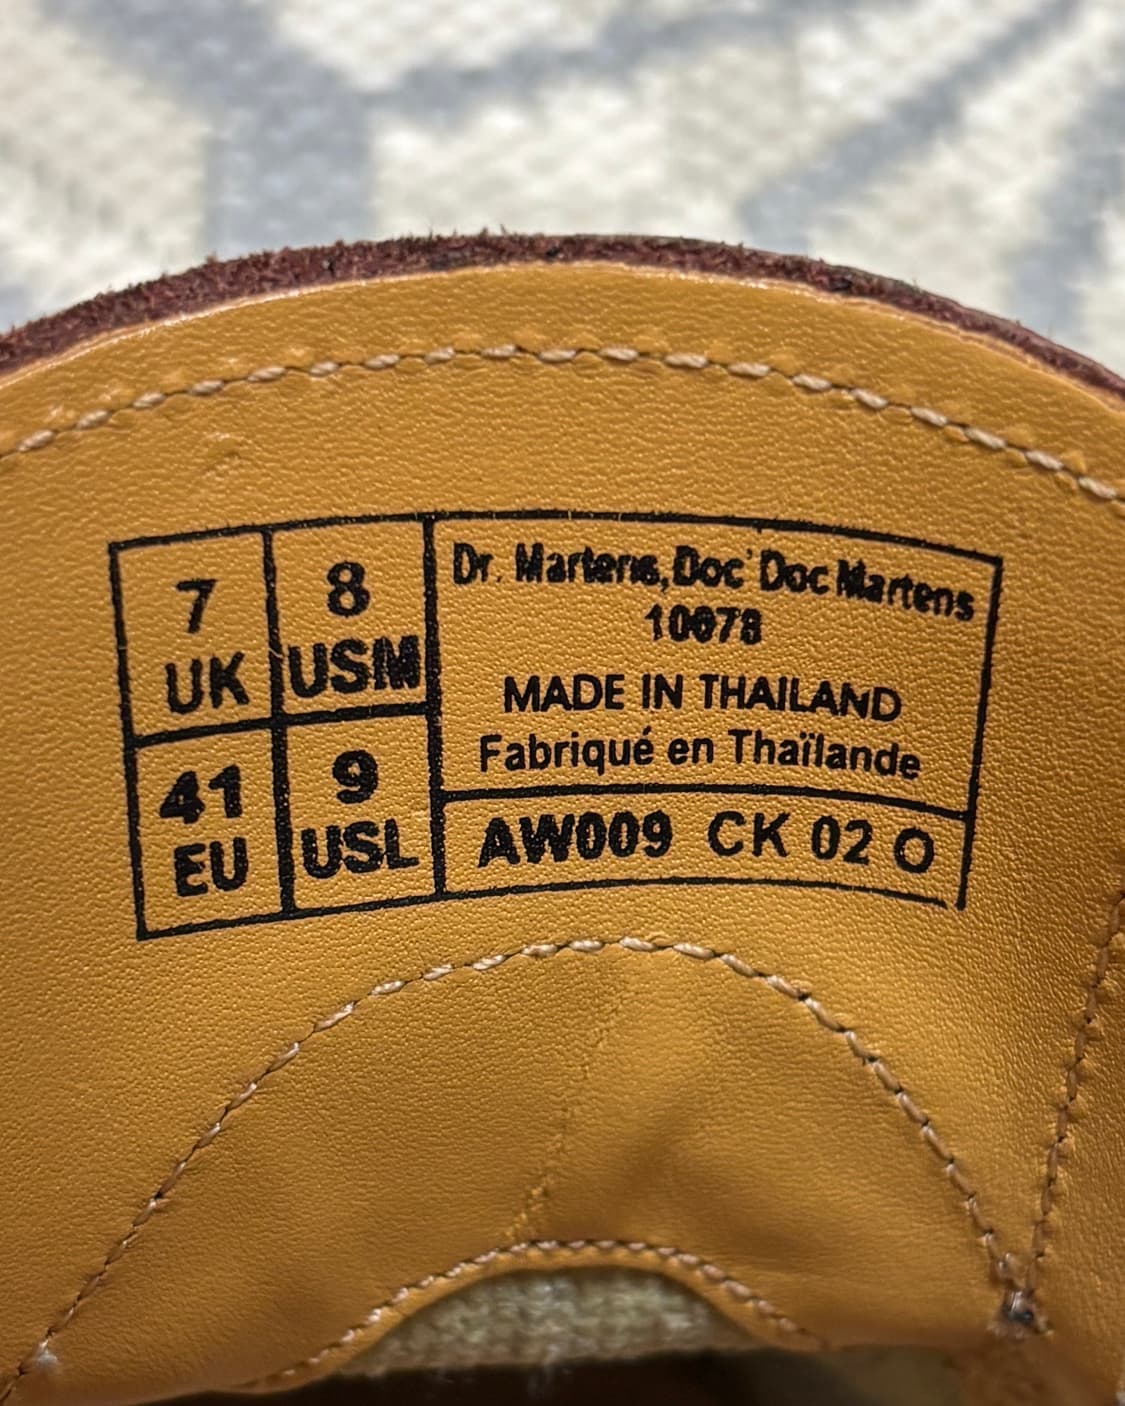 7
UK
8
USM
41
EU
9
USL
Dr. Martens, Doc' Doc Martens
10078
MADE IN THAILAND
Fabriqué en Thaïlande
AW009 CK 02 O